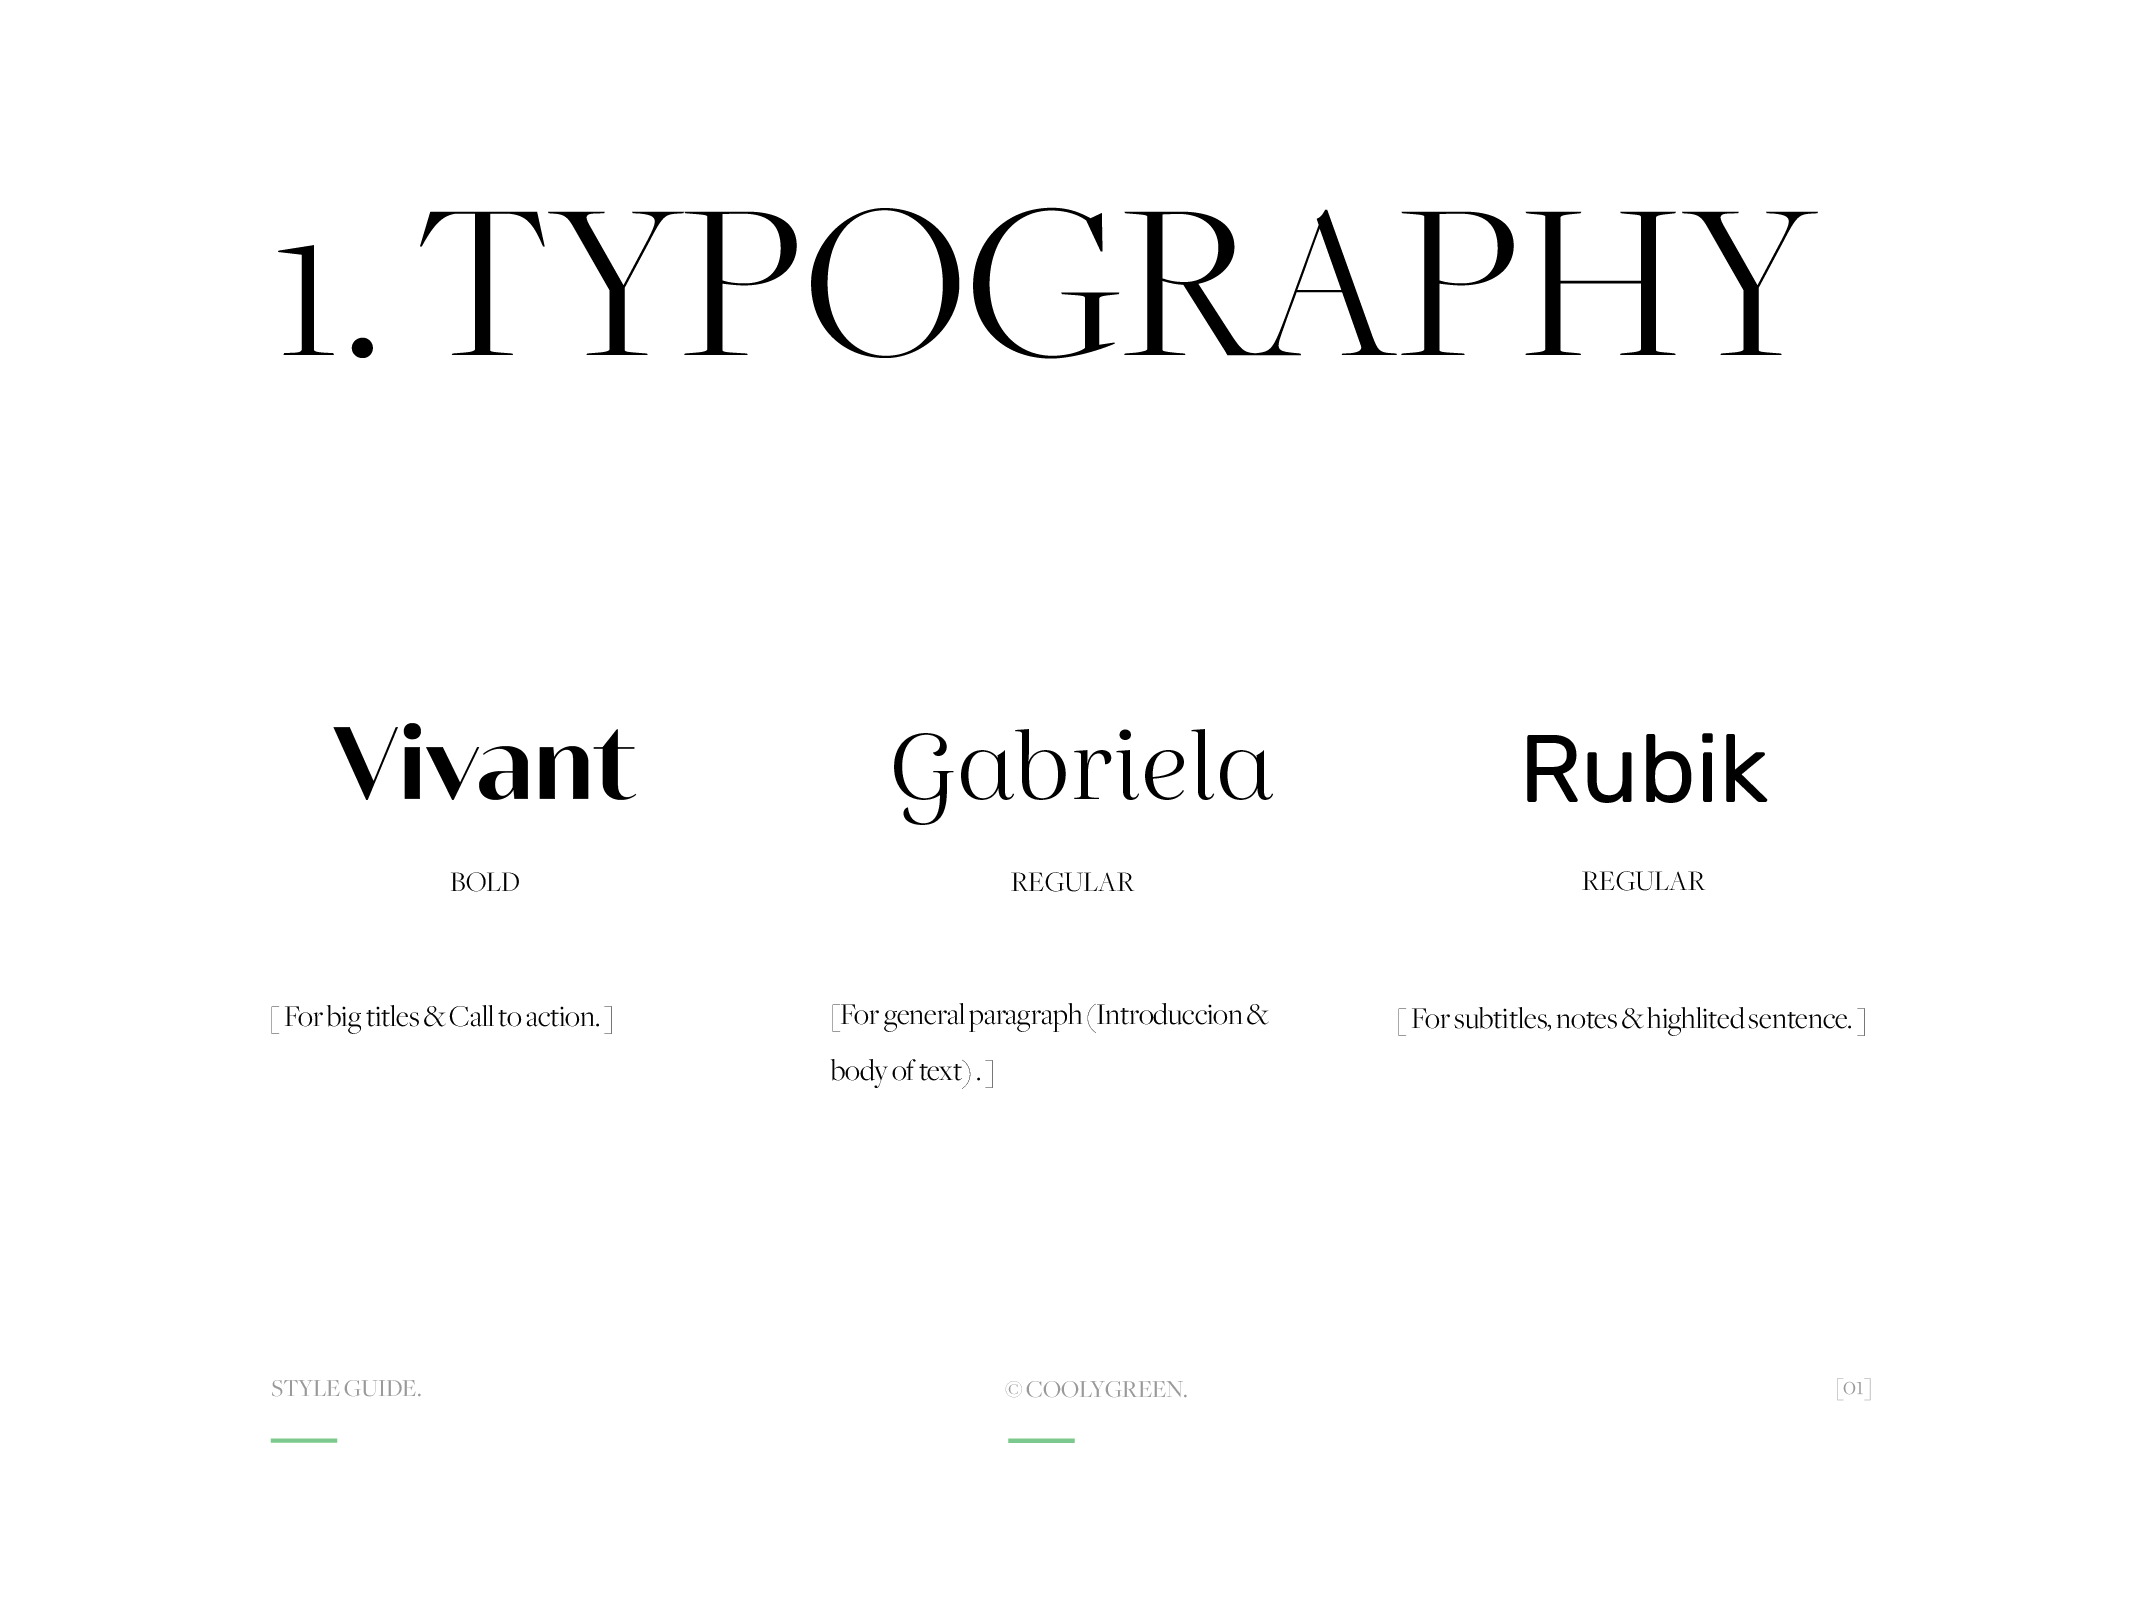 1. TYPOGRAPHY
Vivant
Gabriela
Rubik
BOLD
REGULAR
REGULAR
[ For big titles & Call to action. ]
[For general paragraph (Introduccion &
body of text) . ]
[ For subtitles, notes & highlited sentence. ]
STYLE GUIDE.
© COOLYGREEN.
[01]